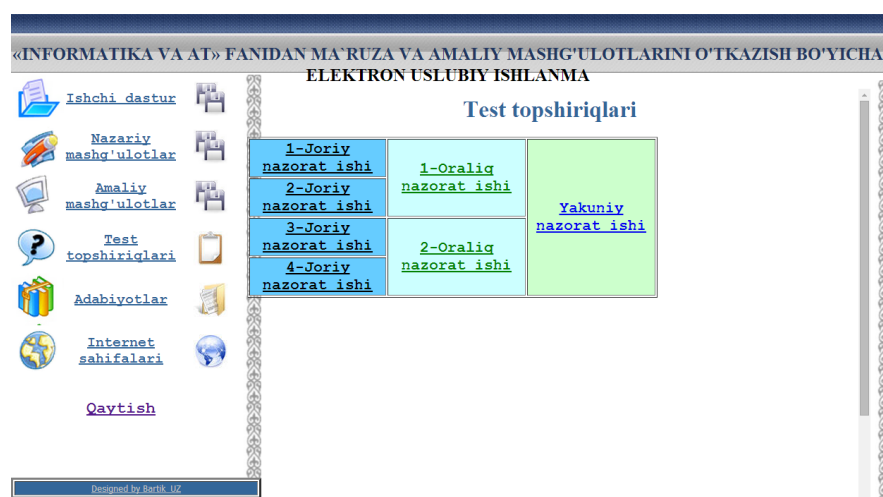 «INFORMATIKA VA AT» FANIDAN MA`RUZA VA AMALIY MASHG'ULOTLARINI O'TKAZISH BO'YICHA
ELEKTRON USLUBIY ISHLANMA
Ishchi dastur
Nazariy
mashg'ulotlar
Amaliy
mashg'ulotlar
Test
topshiriqlari
Adabiyotlar
Internet
sahifalari
Qaytish
Designed by Bartik_UZ
Test topshiriqlari
1-Joriy
nazorat ishi
2-Joriy
nazorat ishi
3-Joriy
nazorat ishi
4-Joriy
nazorat ishi
1-Oraliq
nazorat ishi
2-Oraliq
nazorat ishi
Yakuniy
nazorat ishi